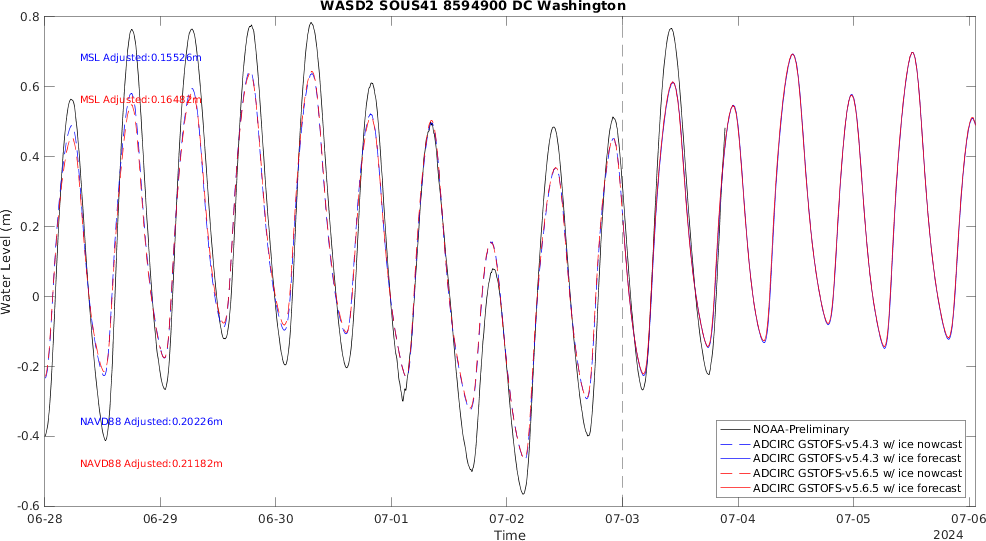 WASD2 SOUS41 8594900 DC Washington
0.8
0.6
0.4
0.2
0
-0.2
-0.4
-0.6
Water Level (m)
MSL Adjusted:0.15526m
MSL Adjusted:0.16482m
NAVD88 Adjusted:0.20226m
NAVD88 Adjusted:0.21182m
NOAA-Preliminary
ADCIRC GSTOFS-v5.4.3 w/ ice nowcast
ADCIRC GSTOFS-v5.4.3 w/ ice forecast
ADCIRC GSTOFS-v5.6.5 w/ ice nowcast
ADCIRC GSTOFS-v5.6.5 w/ ice forecast
06-28 06-29 06-30 07-01 07-02 07-03 07-04 07-05 07-06
Time
2024